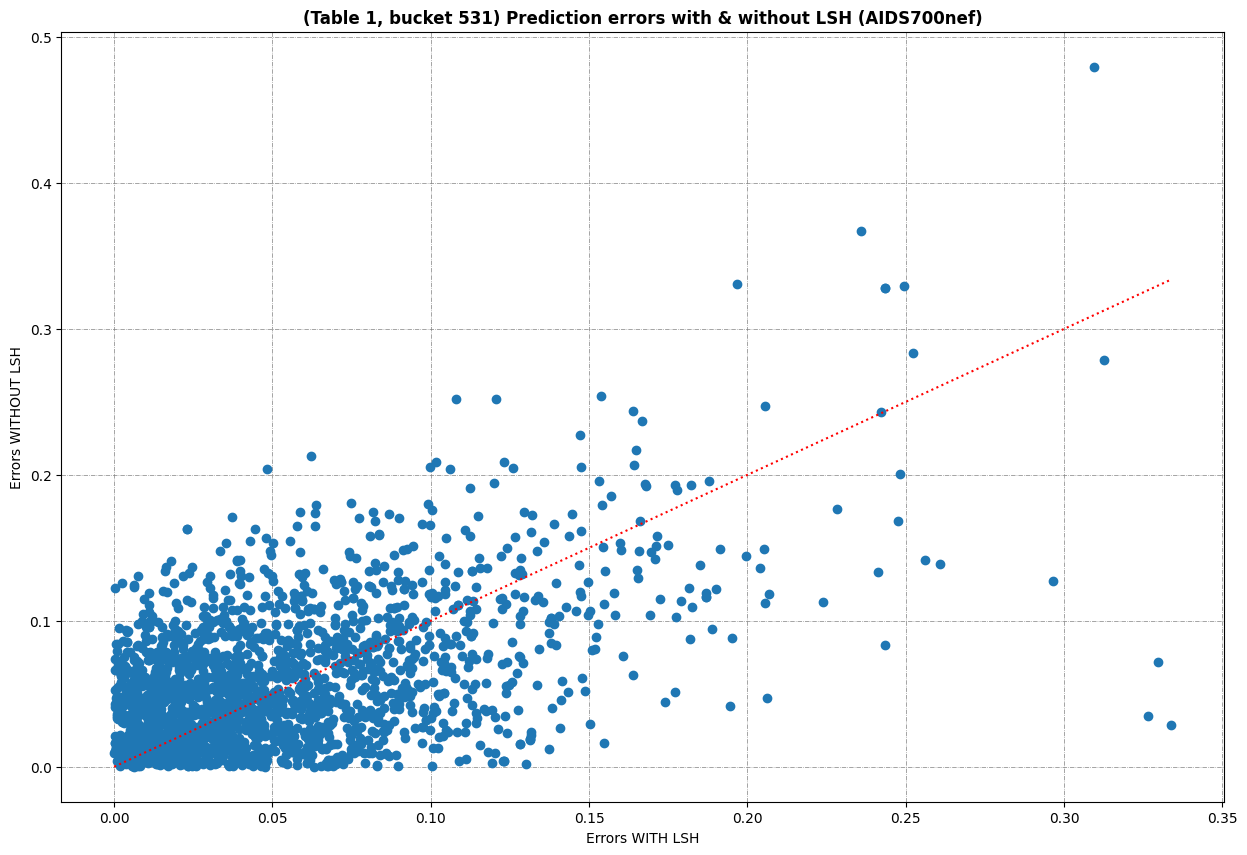 (Table 1, bucket 531) Prediction errors with & without LSH (AIDS700nef)
0.5
0.4
0.3
0.2
0.1
0.0
Errors WITHOUT LSH
0.00 0.05 0.10 0.15 0.20 0.25 0.30 0.35
Errors WITH LSH